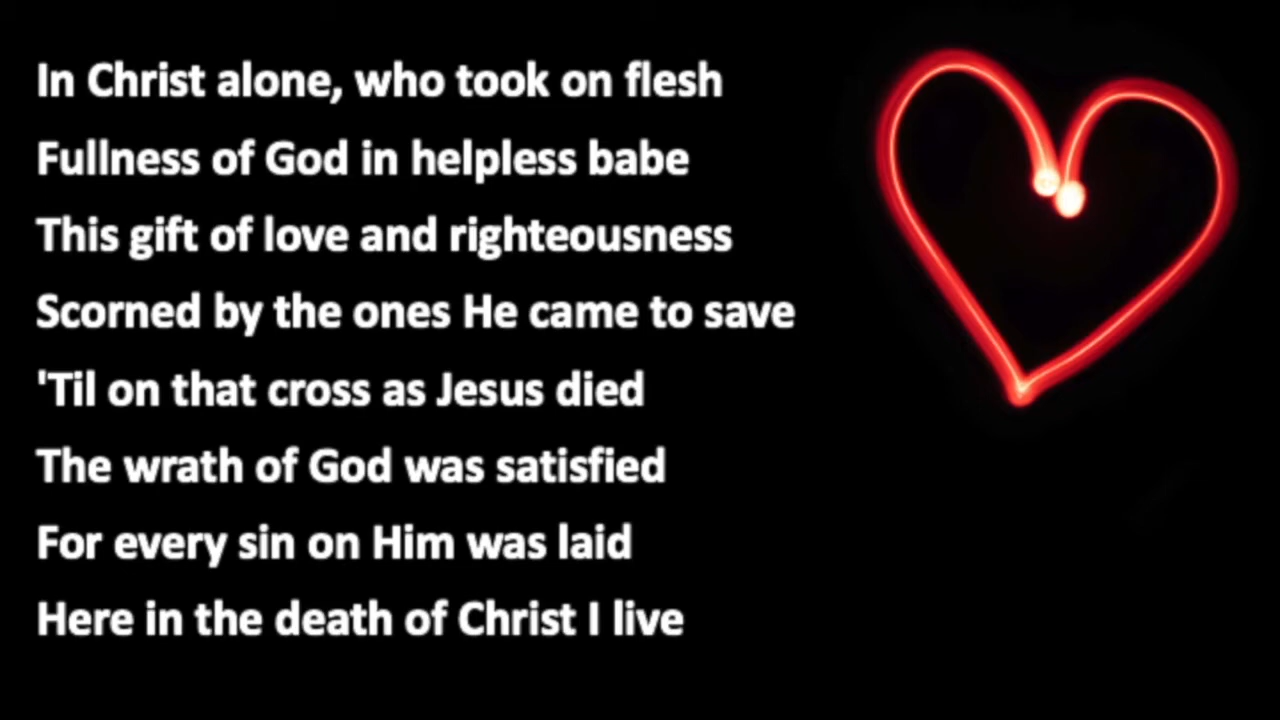 In Christ alone, who took on flesh
Fullness of God in helpless babe
This gift of love and righteousness
Scorned by the ones He came to save
'Til on that cross as Jesus died
The wrath of God was satisfied
For every sin on Him was laid
Here in the death of Christ I live